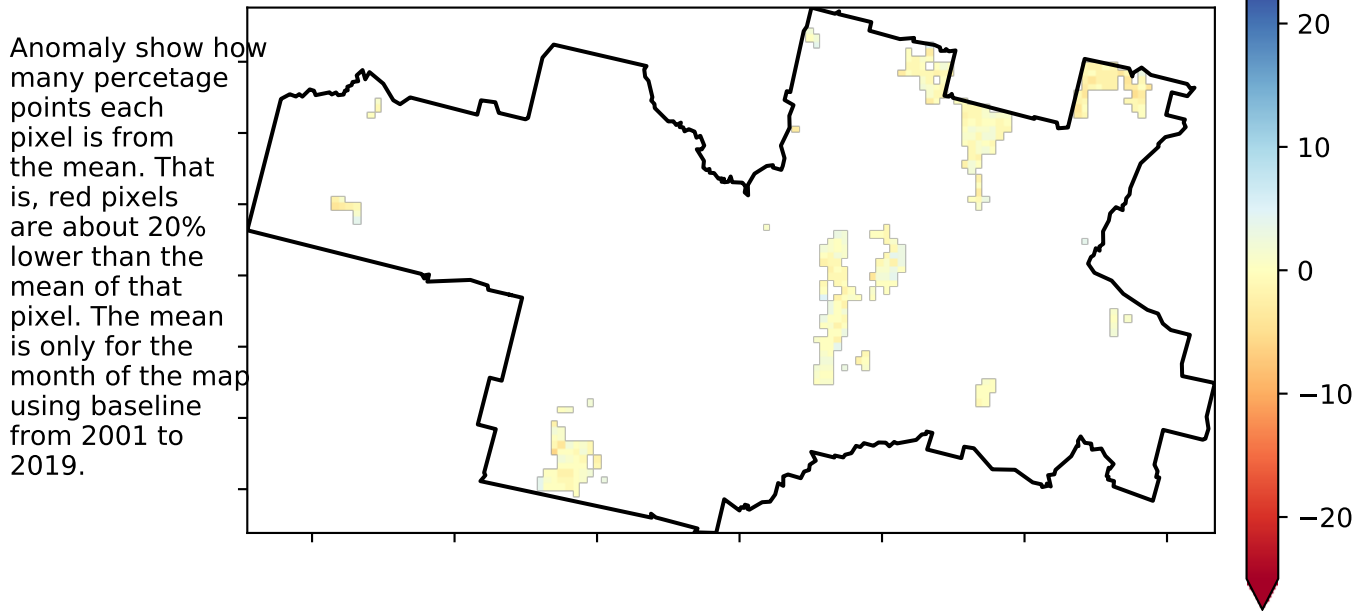 Anomaly show how
many percetage
points each
pixel is from
the mean. That
is, red pixels
are about 20%
lower than the
mean of that
pixel. The mean
is only for the
month of the map
using baseline
from 2001 to
2019.
20
10
0
−10
−20